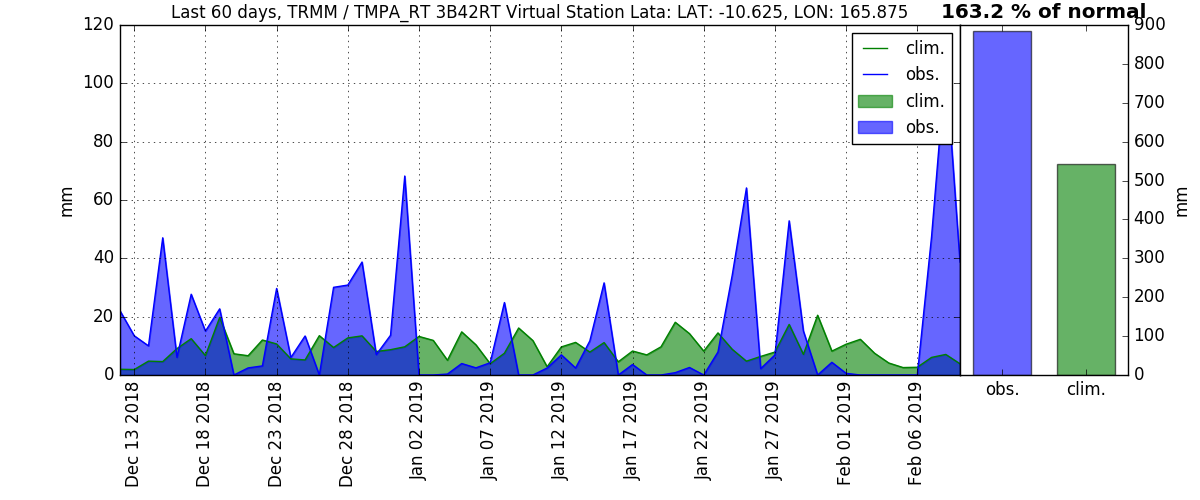 Last 60 days, TRMM / TMPA_RT 3B42RT Virtual Station Lata: LAT: -10.625, LON: 165.875
163.2 % of normal
120
100
80
60
40
20
0
mm
clim.
obs.
clim.
obs.
900
800
700
600
500
400
300
200
100
0
mm
Dec 13 2018
Dec 18 2018
Dec 23 2018
Dec 28 2018
Jan 02 2019
Jan 07 2019
Jan 12 2019
Jan 17 2019
Jan 22 2019
Jan 27 2019
Feb 01 2019
Feb 06 2019
obs.
clim.